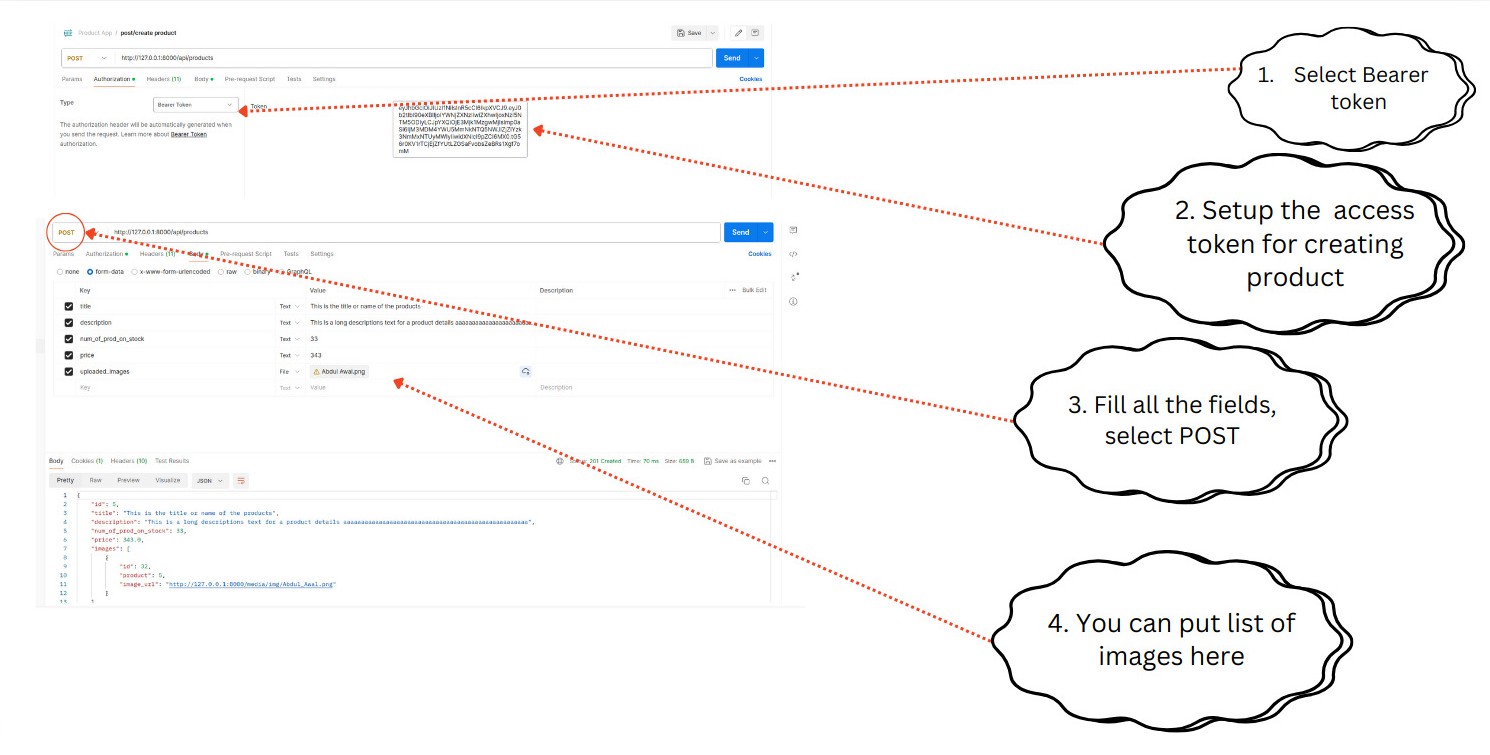 Product App / post/create product
Save
POST http://127.0.0.1:8000/api/products Send
Params Authorization Headers (11) Body Pre-request Script Tests Settings Cookies
Type Bearer Token Token
The authorization header will be automatically generated when
you send the request. Learn more about Bearer Token
authorization.
1. Select Bearer
token
2. Setup the access
token for creating
product
POST http://127.0.0.1:8000/api/products Send
Params Authorization Headers (11) Body Pre-request Script Tests Settings Cookies
none form-data x-www-form-urlencoded raw binary GraphQL
Key Value Description Bulk Edit
title Text This is the title or name of the products
description Text This is a long descriptions text for a product details
num_of_prod_on_stock Text 33
price Text 343
uploaded_images File Abdul Awal.png
Key Text Value Description
3. Fill all the fields,
select POST
Body Cookies (1) Headers (10) Test Results Status: 201 Created Time: 70 ms Size: 659 B Save as example
Pretty Raw Preview Visualize JSON
1 {
2 "id": 5,
3 "title": "This is the title or name of the products",
4 "description": "This is a long descriptions text for a product details
5 "num_of_prod_on_stock": 33,
6 "price": 343.0,
7 "images": [
8 {
9 "id": 32,
10 "product": 5,
11 "image_url": "http://127.0.0.1:8000/media/img/Abdul_Awal.png"
12
13
4. You can put list of
images here